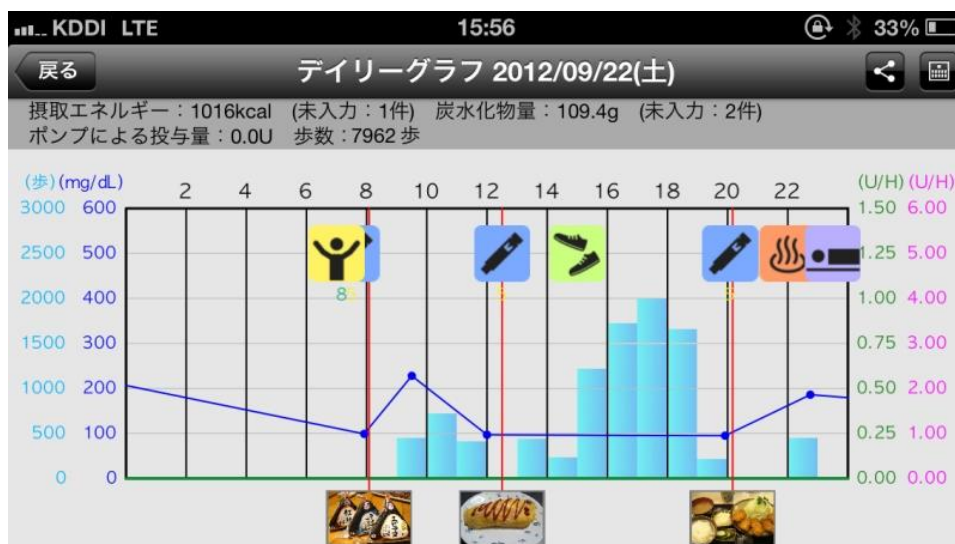 KDDI LTE 15:56 33%
戻る デイリーグラフ 2012/09/22(土)
摂取エネルギー：1016kcal (未入力：1件) 炭水化物量：109.4g (未入力：2件)
ポンプによる投与量：0.0U 歩数：7962 歩
(歩) (mg/dL) 2 4 6 8 10 12 14 16 18 20 22 (U/H) (U/H)
3000 600 1.50 6.00
2500 500 1.25 5.00
2000 400 8 1.00 4.00
1500 300 0.75 3.00
1000 200 0.50 2.00
500 100 0.25 1.00
0 0 0.00 0.00